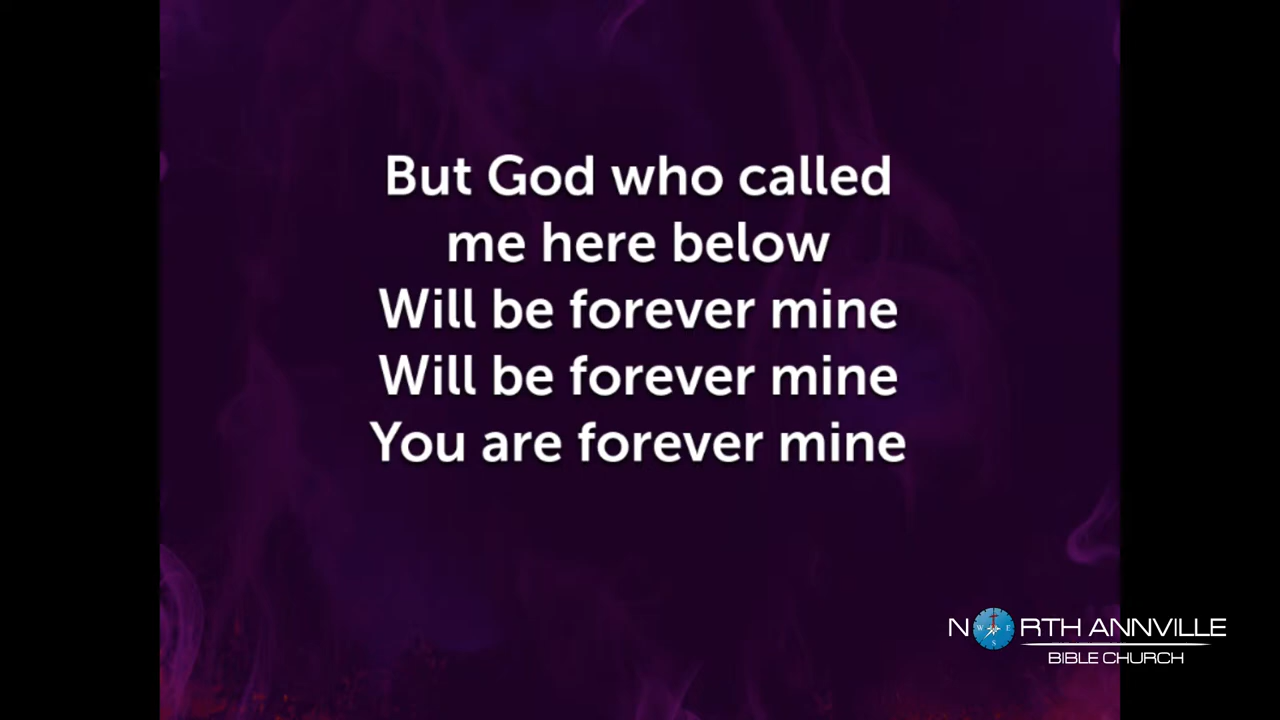 But God who called
me here below
Will be forever mine
Will be forever mine
You are forever mine
NORTH ANNVILLE
W E
S
BIBLE CHURCH